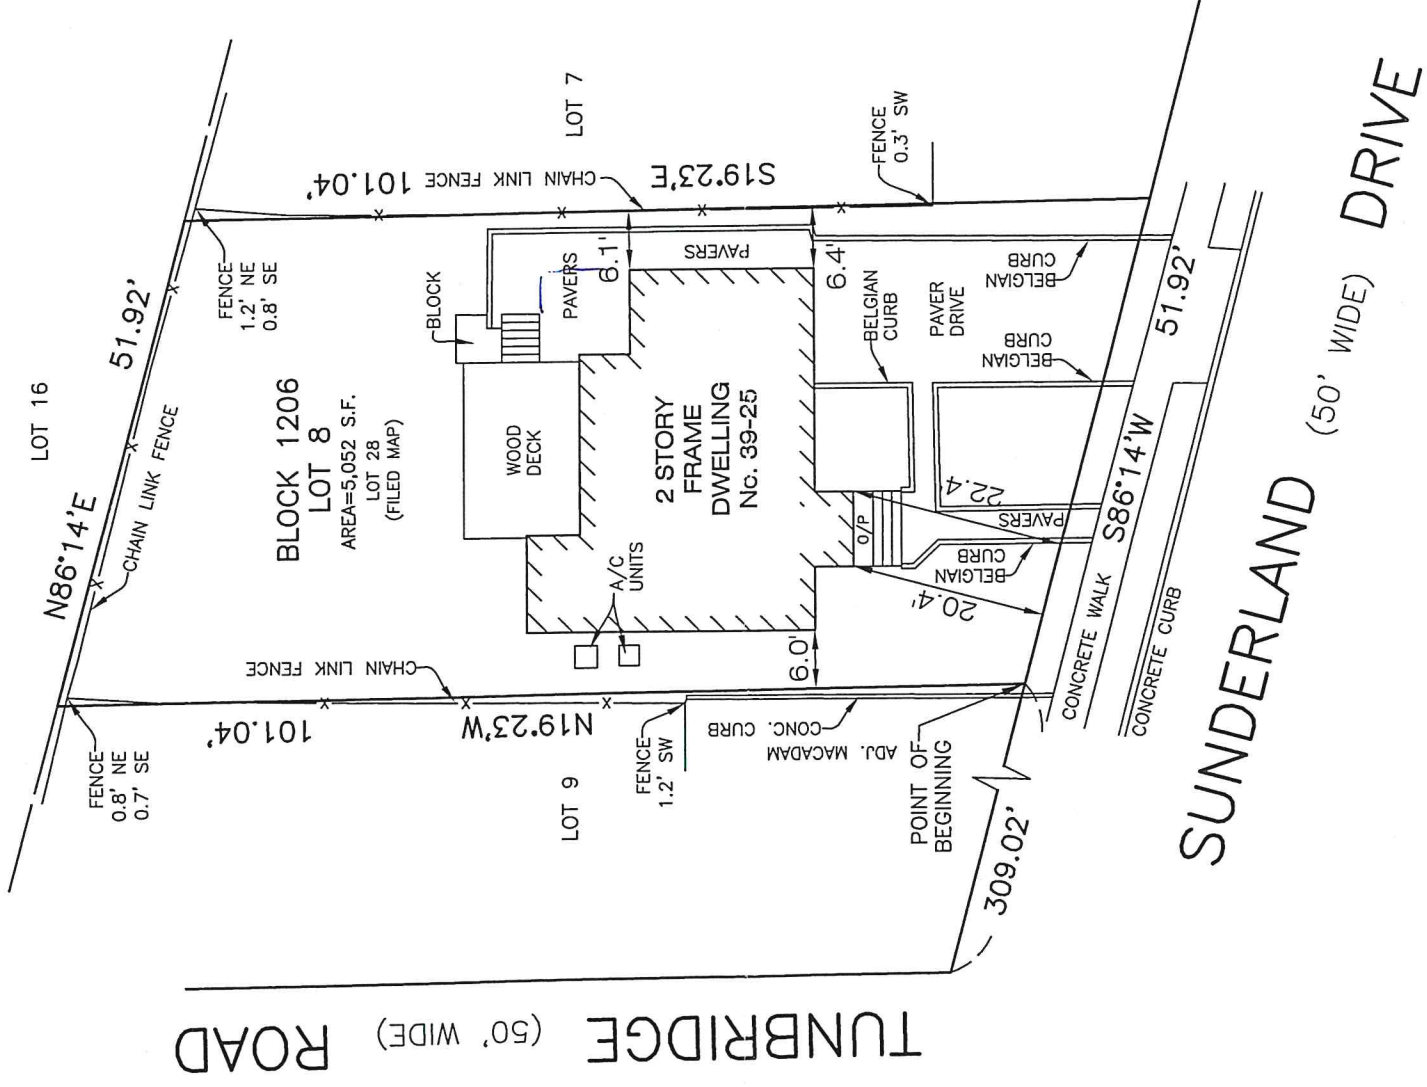 LOT 16
N86°14'E
51.92'
CHAIN LINK FENCE
FENCE
0.8' NE
0.7' SE
FENCE
1.2' NE
0.8' SE
101.04'
N19°23'W
CHAIN LINK FENCE
101.04'
S19°23'E
CHAIN LINK FENCE
LOT 7
LOT 9
BLOCK 1206
LOT 8
AREA=5,052 S.F.
LOT 28
(FILED MAP)
BLOCK
WOOD
DECK
PAVERS
6.1'
PAVERS
6.4'
A/C
UNITS
2 STORY
FRAME
DWELLING
No. 39-25
6.0'
O/P
FENCE
1.2' SW
FENCE
0.3' SW
ADJ. MACADAM
CONC. CURB
BELGIAN
CURB
PAVER
DRIVE
BELGIAN
CURB
BELGIAN
CURB
BELGIAN
CURB
PAVERS
20.4'
22.4'
POINT OF
BEGINNING
309.02'
S86°14'W
51.92'
CONCRETE WALK
CONCRETE CURB
SUNDERLAND (50' WIDE) DRIVE
TUNBRIDGE (50' WIDE) ROAD